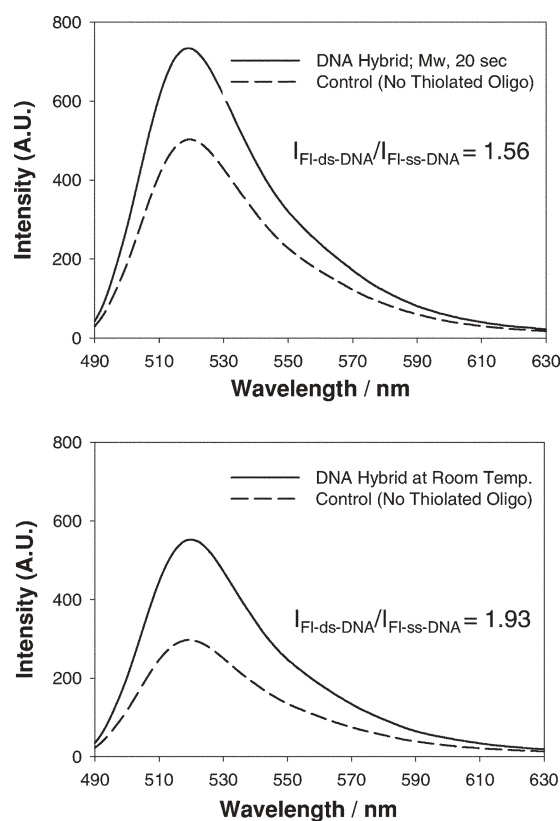 800
600
400
200
0
Intensity (A.U.)
DNA Hybrid; Mw, 20 sec
Control (No Thiolated Oligo)
IFl-ds-DNA/IFl-ss-DNA = 1.56
490 510 530 550 570 590 610 630
Wavelength / nm
800
600
400
200
0
Intensity (A.U.)
DNA Hybrid at Room Temp.
Control (No Thiolated Oligo)
IFl-ds-DNA/IFl-ss-DNA = 1.93
490 510 530 550 570 590 610 630
Wavelength / nm